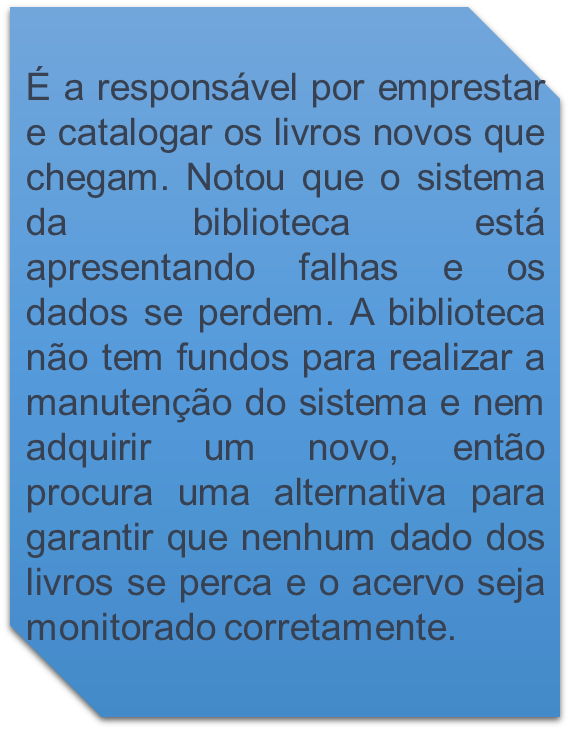 É a responsável por emprestar
e catalogar os livros novos que
chegam. Notou que o sistema
da biblioteca está
apresentando falhas e os
dados se perdem. A biblioteca
não tem fundos para realizar a
manutenção do sistema e nem
adquirir um novo, então
procura uma alternativa para
garantir que nenhum dado dos
livros se perca e o acervo seja
monitorado corretamente.